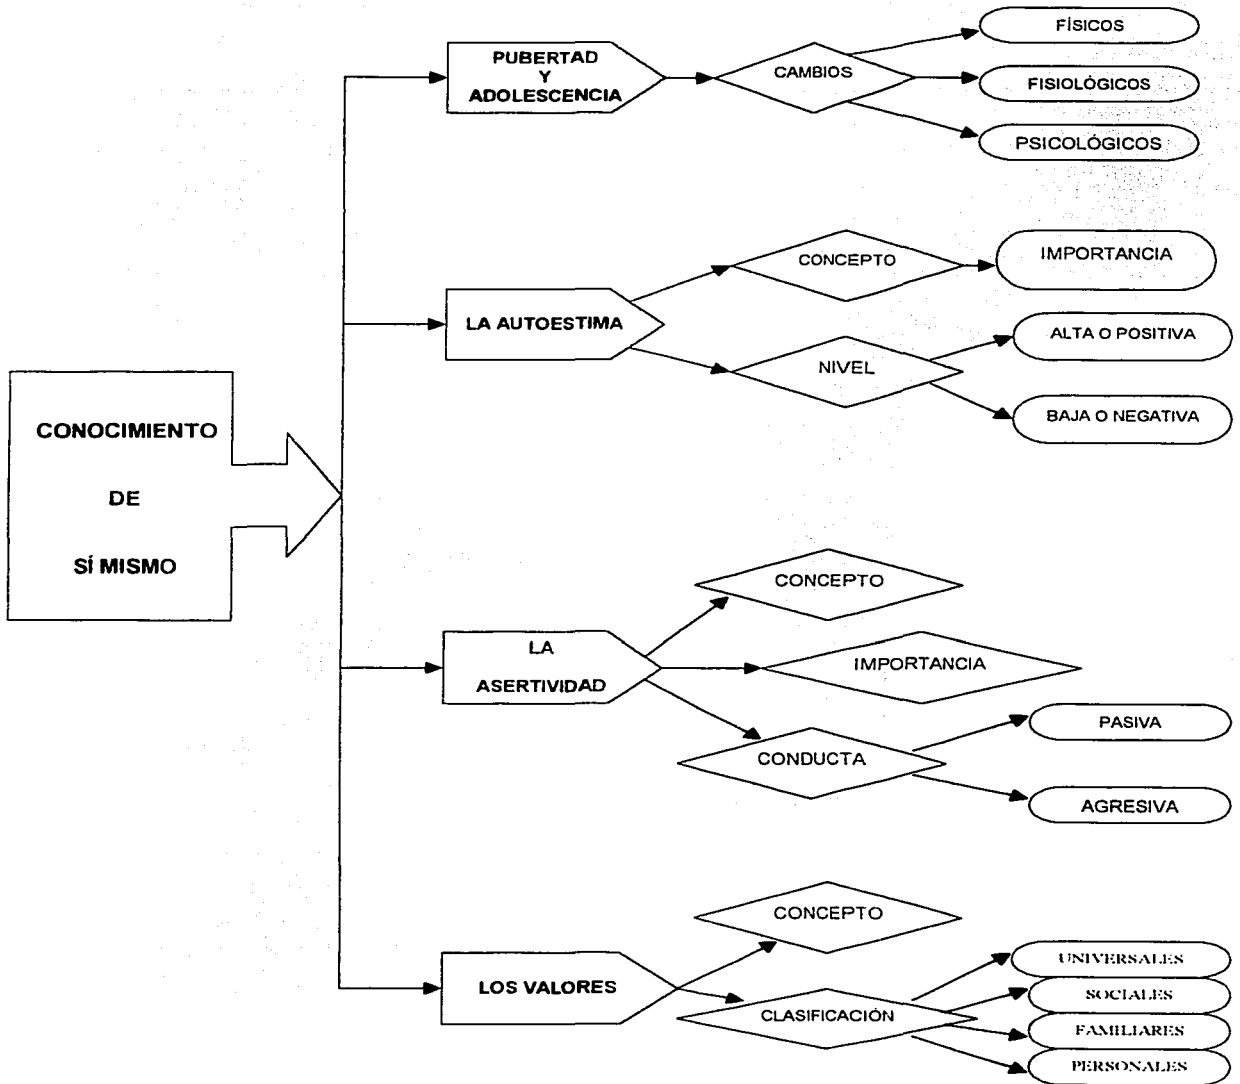 CONOCIMIENTO
DE
SÍ MISMO
PUBERTAD
Y
ADOLESCENCIA
CAMBIOS
FÍSICOS
FISIOLÓGICOS
PSICOLÓGICOS
LA AUTOESTIMA
CONCEPTO
IMPORTANCIA
NIVEL
ALTA O POSITIVA
BAJA O NEGATIVA
LA
ASERTIVIDAD
CONCEPTO
IMPORTANCIA
CONDUCTA
PASIVA
AGRESIVA
LOS VALORES
CONCEPTO
CLASIFICACIÓN
UNIVERSALES
SOCIALES
FAMILIARES
PERSONALES